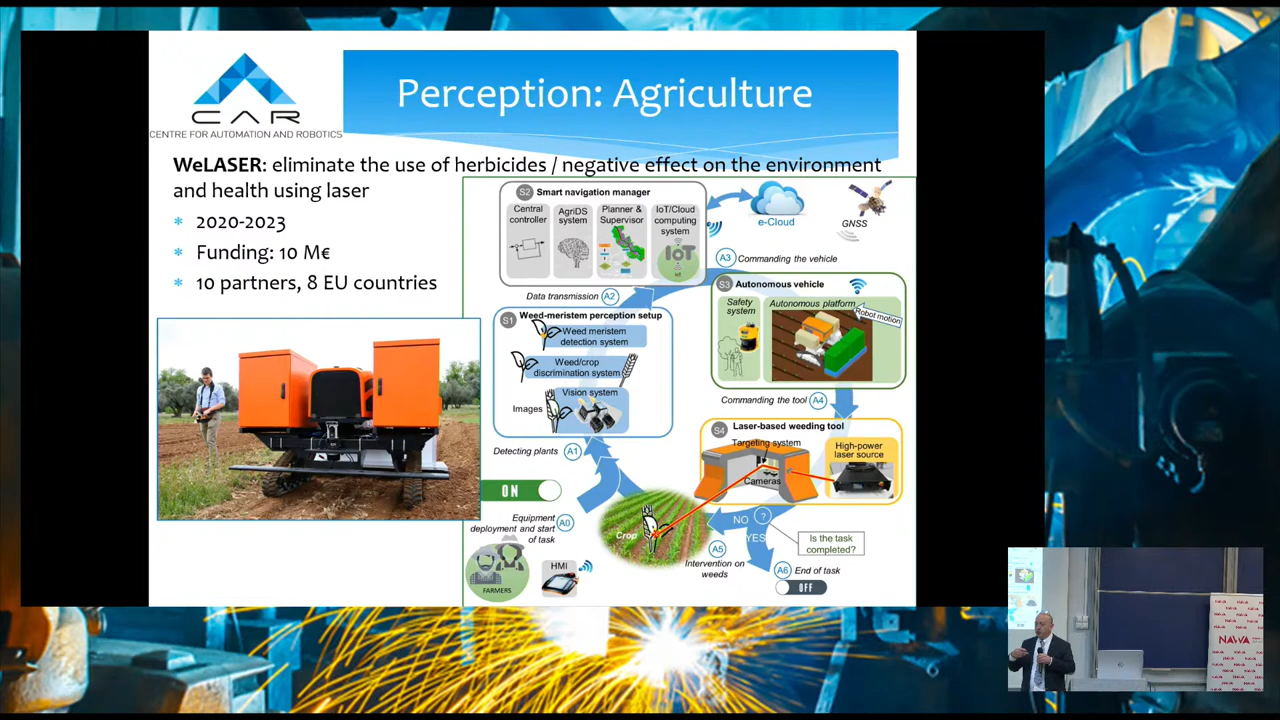 CAR
CENTRE FOR AUTOMATION AND ROBOTICS
Perception: Agriculture
WeLASER: eliminate the use of herbicides / negative effect on the environment
and health using laser
* 2020-2023
* Funding: 10 M€
* 10 partners, 8 EU countries
S2 Smart navigation manager
Central
controller
AgriDS
system
Planner &
Supervisor
IoT/Cloud
computing
system
IoT
IoT
e-Cloud
GNSS
A3 Commanding the vehicle
Data transmission A2
S3 Autonomous vehicle
Safety
system
Autonomous platform
Robot motion
S1 Weed-meristem perception setup
Weed meristem
detection system
Weed/crop
discrimination system
Vision system
Images
Commanding the tool A4
S4 Laser-based weeding tool
Targeting system
Cameras
High-power
laser source
Detecting plants A1
ON
Equipment
deployment and start
of task
A0
Crop
NO ?
YES
Is the task
completed?
A5
Intervention on
weeds
A6 End of task
OFF
FARMERS
HMI
NAWA